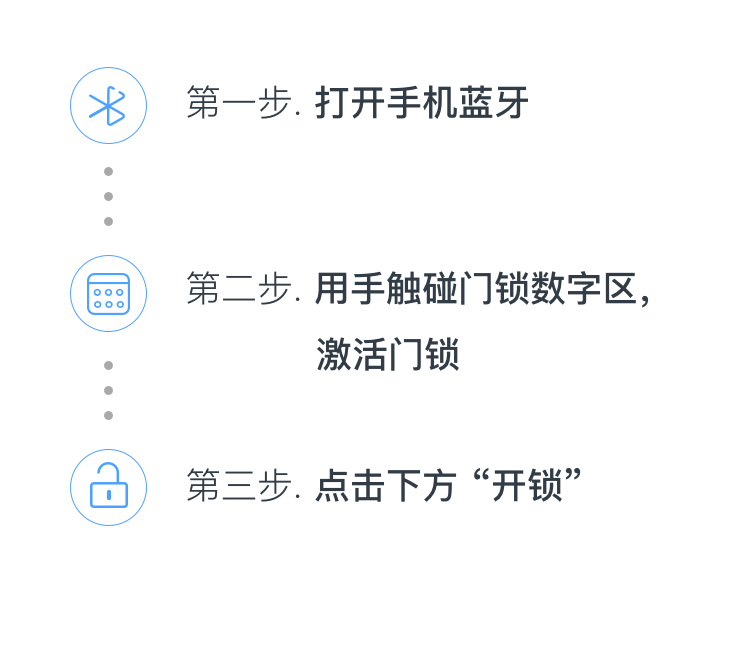 第一步. 打开手机蓝牙
第二步. 用手触碰门锁数字区，
激活门锁
第三步. 点击下方 “开锁”